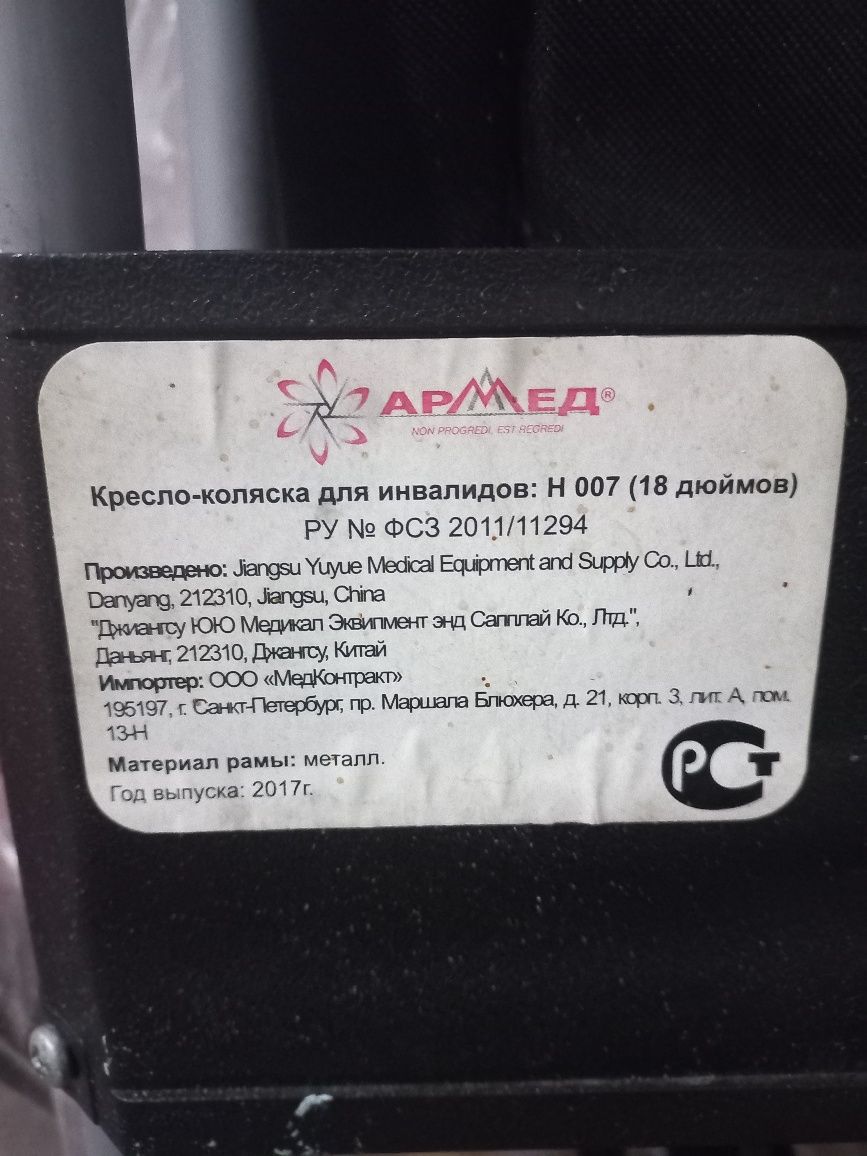 АРМЕД®
NON PROGREDI, EST REGREDI
Кресло-коляска для инвалидов: Н 007 (18 дюймов)
РУ № ФСЗ 2011/11294
Произведено: Jiangsu Yuyue Medical Equipment and Supply Co., Ltd.,
Danyang, 212310, Jiangsu, China
"Джиангсу ЮЮ Медикал Эквипмент энд Сапплай Ко., Лтд.",
Даньянг, 212310, Джангсу, Китай
Импортер: ООО «МедКонтракт»
195197, г. Санкт-Петербург, пр. Маршала Блюхера, д. 21, корп. 3, лит. А, пом.
13-Н
Материал рамы: металл.
Год выпуска: 2017г.
РСТ